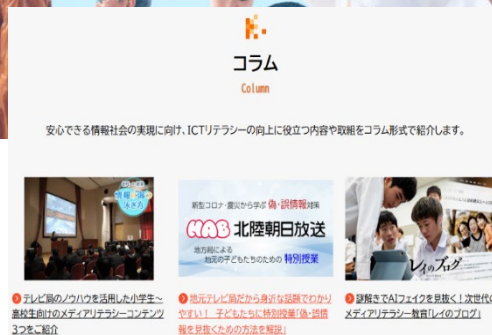 コラム
Column
安心できる情報社会の実現に向け、ICTリテラシーの向上に役立つ内容や取組をコラム形式で紹介します。
新型コロナ・震災から学ぶ 偽・誤情報対策
HAB 北陸朝日放送
地方局による
地元の子どもたちのための 特別授業
レイのブログ
テレビ局のノウハウを活用した小学生～
高校生向けのメディアリテラシーコンテンツ
3つをご紹介
地元テレビ局だから身近な話題でわかり
やすい! 子どもたちに特別授業「偽・誤情
報を見抜くための方法を解説」
謎解きでAIフェイクを見抜く!次世代の
メディアリテラシー教育「レイのブログ」